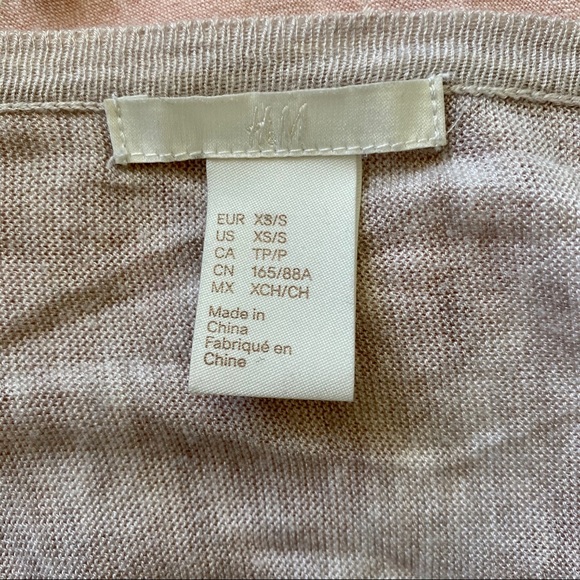 H&M
EUR XS/S
US XS/S
CA TP/P
CN 165/88A
MX XCH/CH
Made in
China
Fabriqué en
Chine